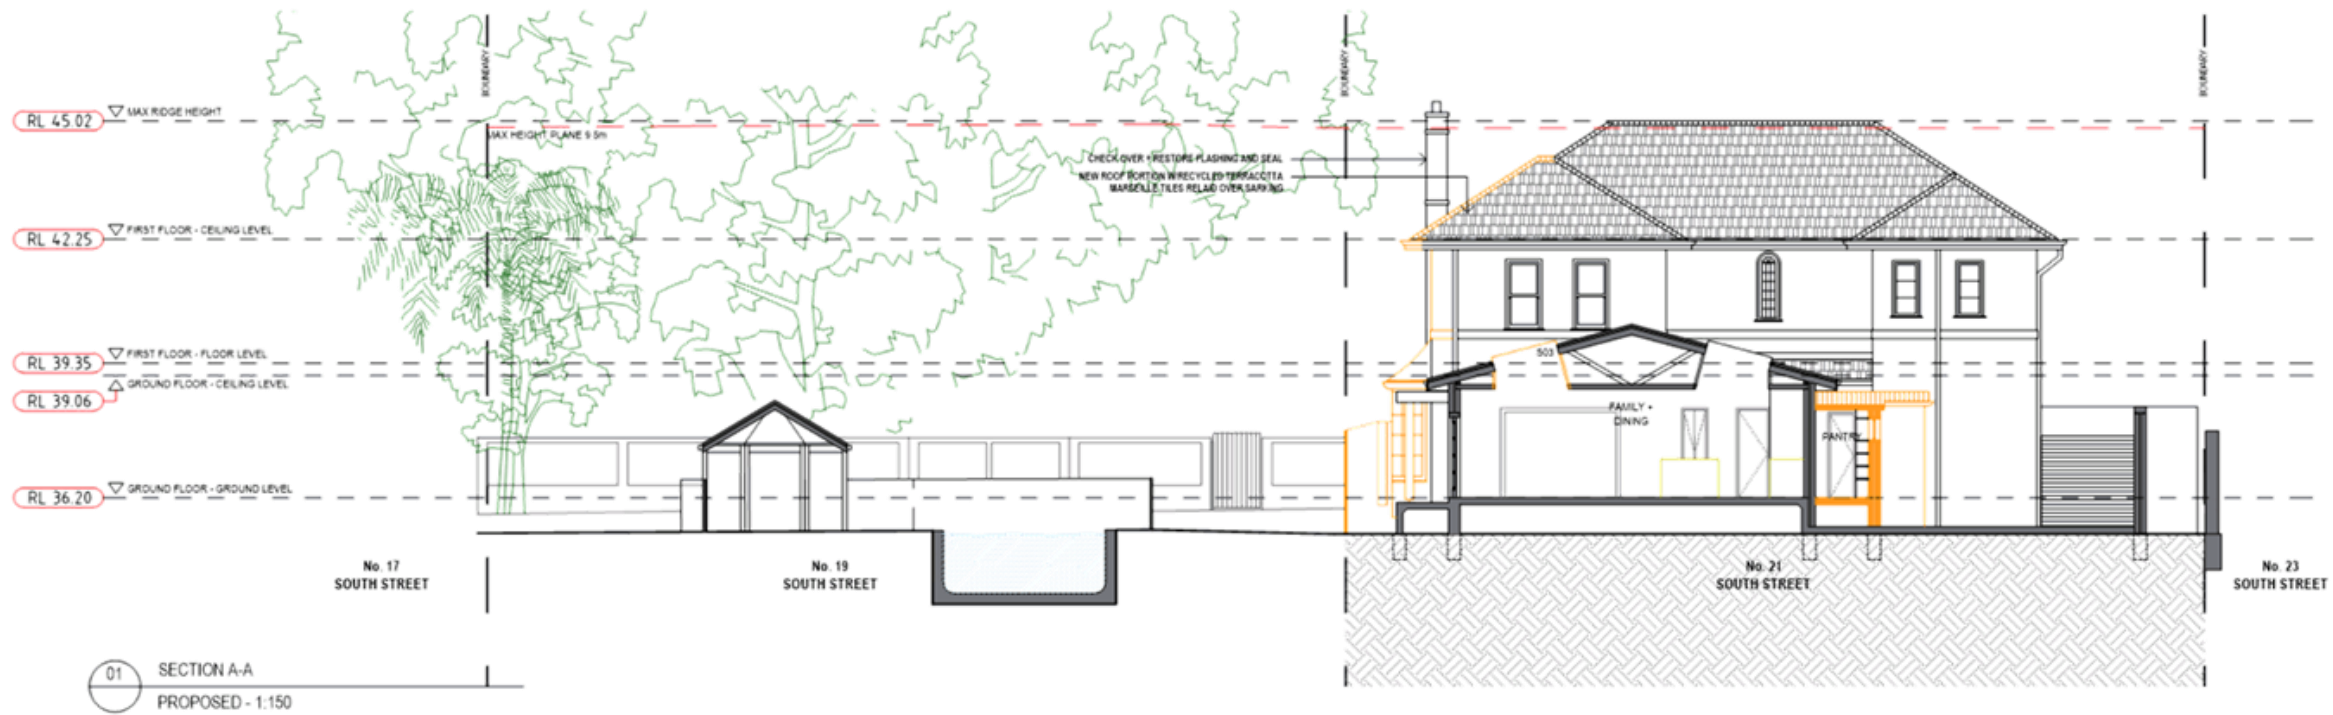 BOUNDARY
BOUNDARY
BOUNDARY
RL 45.02
MAX RIDGE HEIGHT
MAX HEIGHT PLANE 9.5m
CHECK OVER + RESTORE FLASHING AND SEAL
NEW ROOF PORTION W RECYCLED TERRACOTTA
MARSEILLE TILES RELAID OVER SARKING
RL 42.25
FIRST FLOOR - CEILING LEVEL
RL 39.35
FIRST FLOOR - FLOOR LEVEL
S03
RL 39.06
GROUND FLOOR - CEILING LEVEL
FAMILY +
DINING
PANTRY
RL 36.20
GROUND FLOOR - GROUND LEVEL
No. 17
SOUTH STREET
No. 19
SOUTH STREET
No. 21
SOUTH STREET
No. 23
SOUTH STREET
01
SECTION A-A
PROPOSED - 1:150